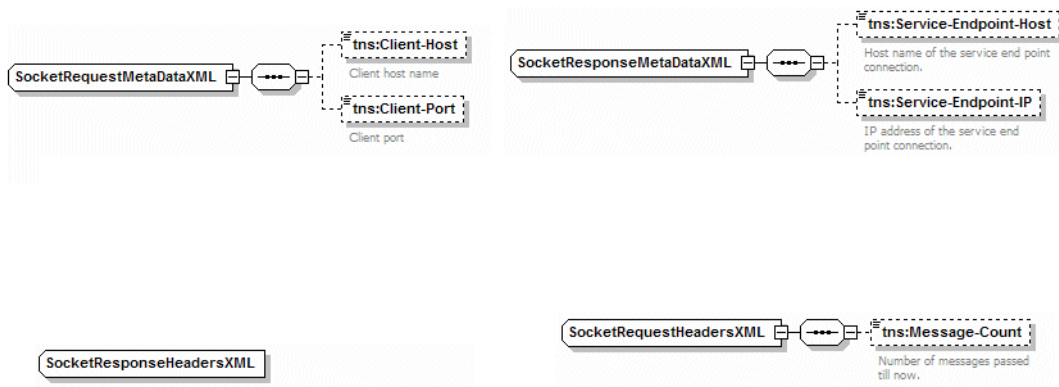 SocketRequestMetaDataXML
tns:Client-Host
Client host name
tns:Client-Port
Client port
SocketResponseMetaDataXML
tns:Service-Endpoint-Host
Host name of the service end point
connection.
tns:Service-Endpoint-IP
IP address of the service end
point connection.
SocketResponseHeadersXML
SocketRequestHeadersXML
tns:Message-Count
Number of messages passed
till now.